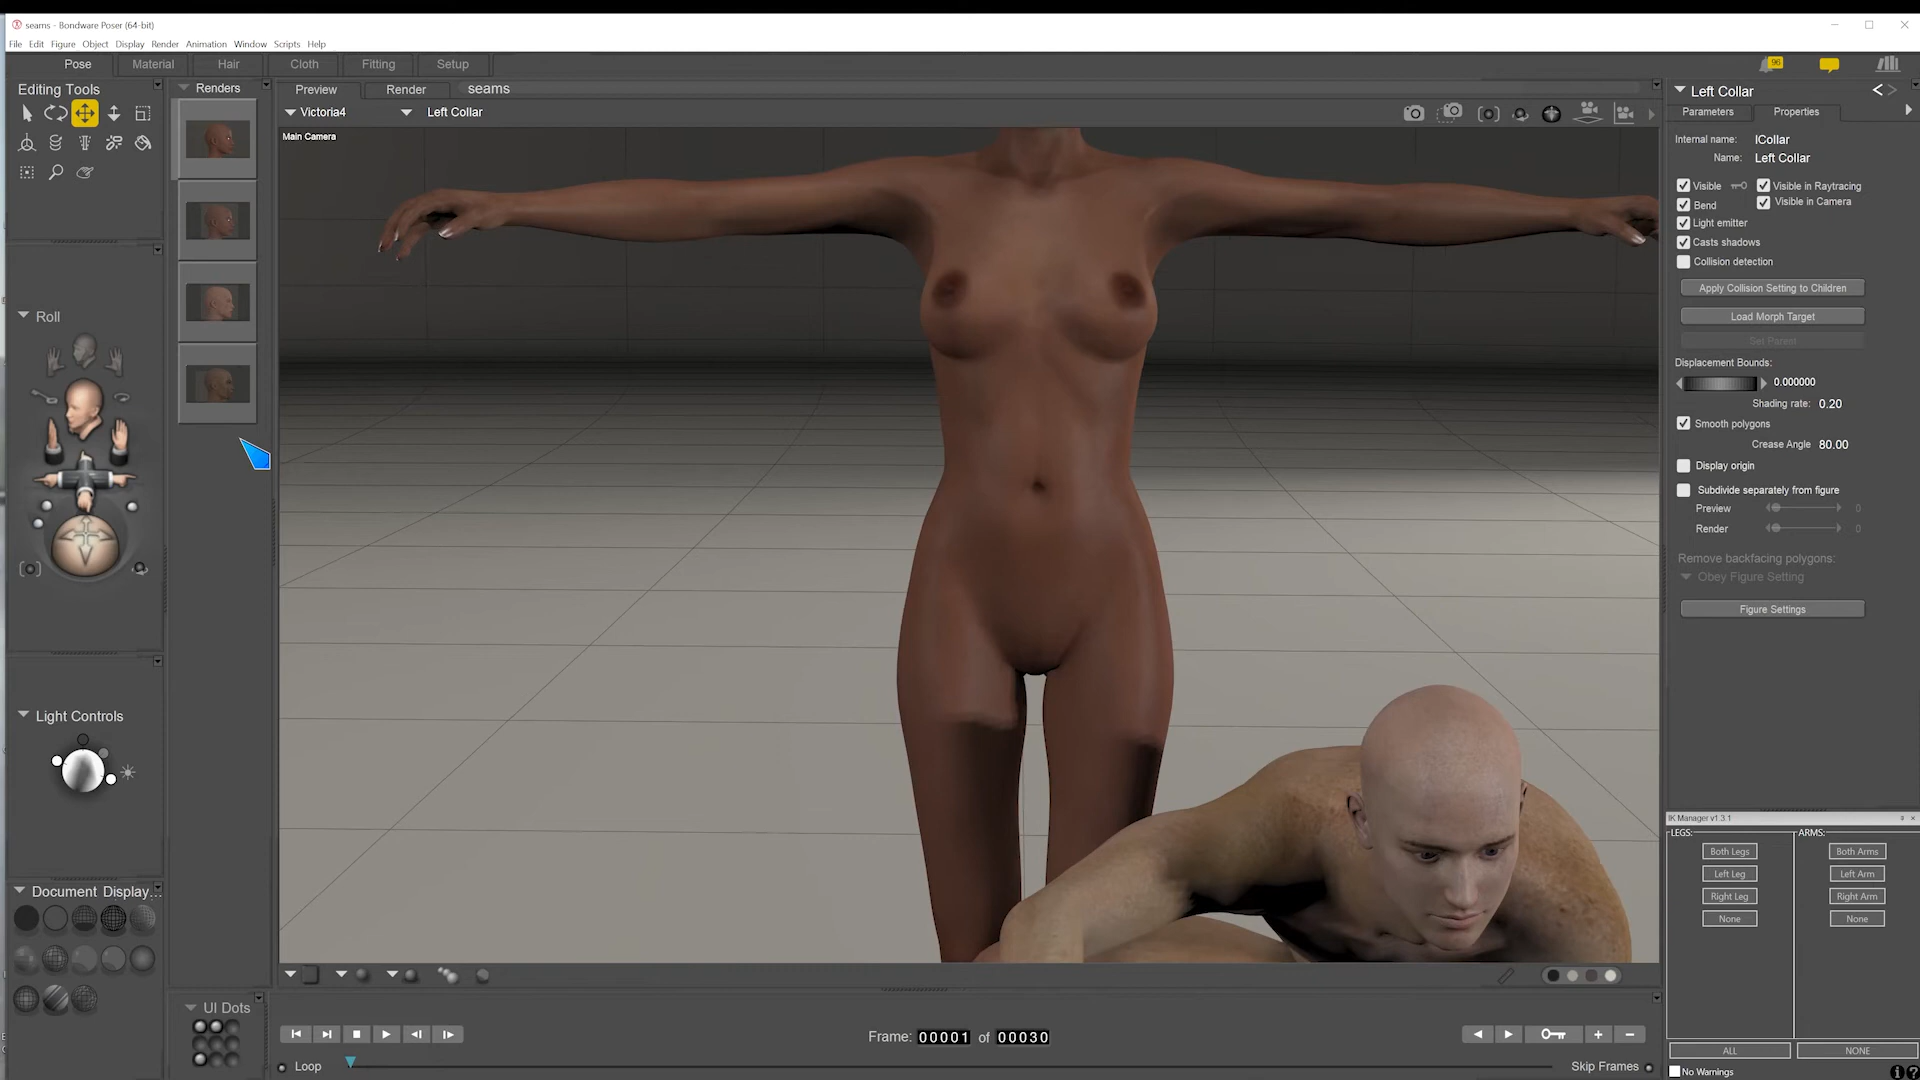 seams - Bondware Poser (64-bit)
File Edit Figure Object Display Render Animation Window Scripts Help
Pose Material Hair Cloth Fitting Setup
96
Editing Tools
Renders
Preview Render seams
Victoria4 Left Collar
Main Camera
Roll
Light Controls
Document Display...
UI Dots
Left Collar
Parameters Properties
Internal name: lCollar
Name: Left Collar
Visible Visible in Raytracing
Bend Visible in Camera
Light emitter
Casts shadows
Collision detection
Apply Collision Setting to Children
Load Morph Target
Set Parent
Displacement Bounds:
0.000000
Shading rate: 0.20
Smooth polygons
Crease Angle 80.00
Display origin
Subdivide separately from figure
Preview 0
Render 0
Remove backfacing polygons:
Obey Figure Setting
Figure Settings
IK Manager v1.3.1
LEGS: ARMS:
Both Legs Both Arms
Left Leg Left Arm
Right Leg Right Arm
None None
ALL NONE
No Warnings
Frame: 00001 of 00030
Loop
Skip Frames